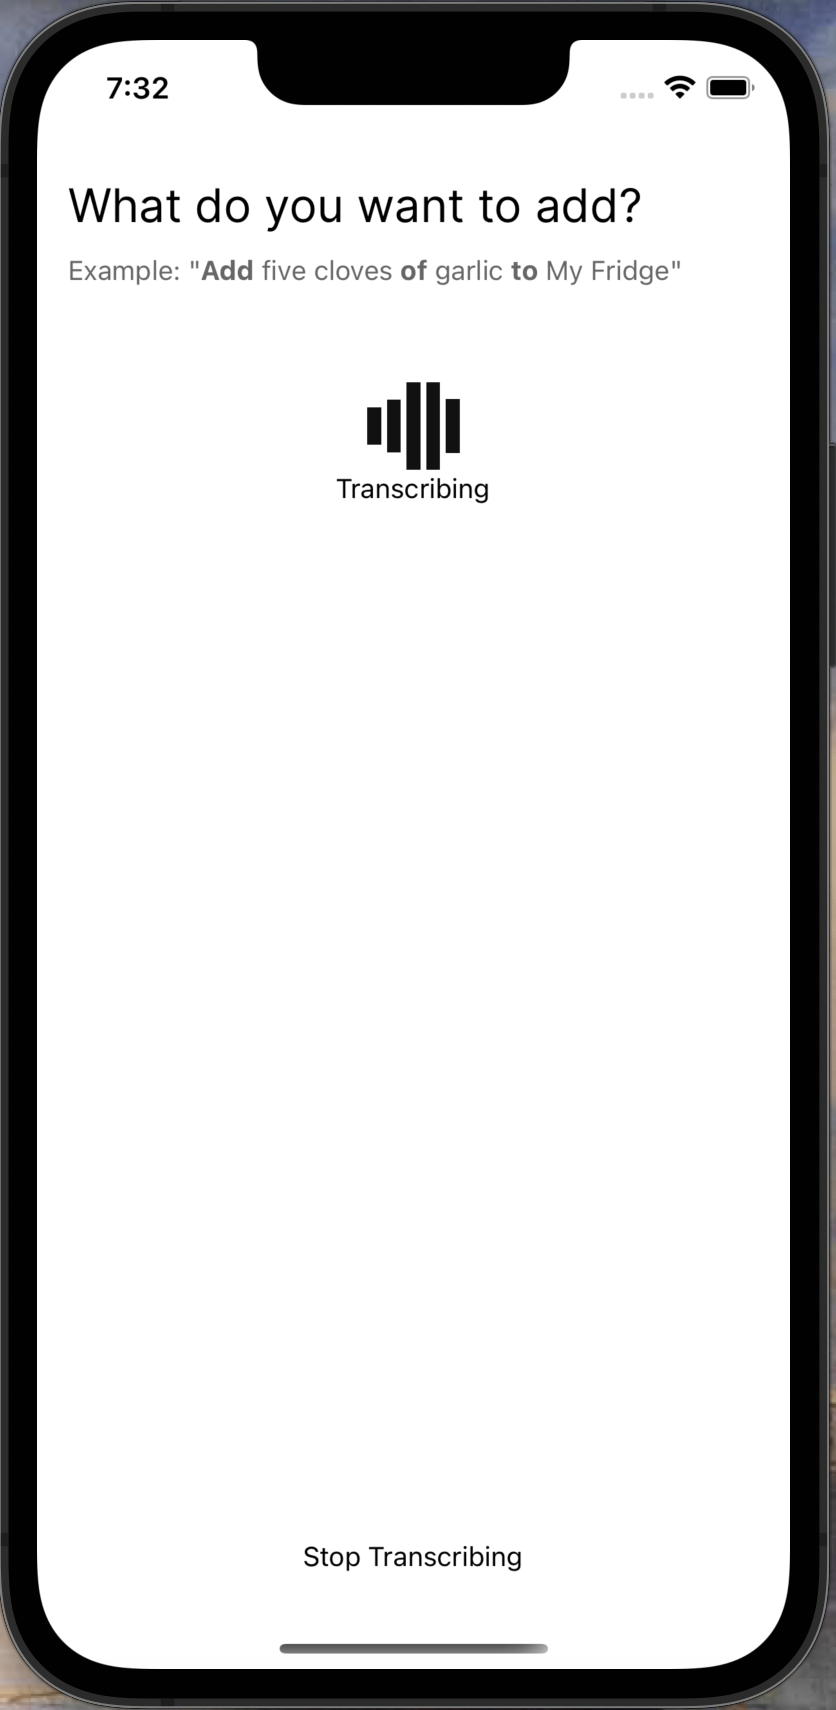 7:32
What do you want to add?
Example: "Add five cloves of garlic to My Fridge"
Transcribing
Stop Transcribing